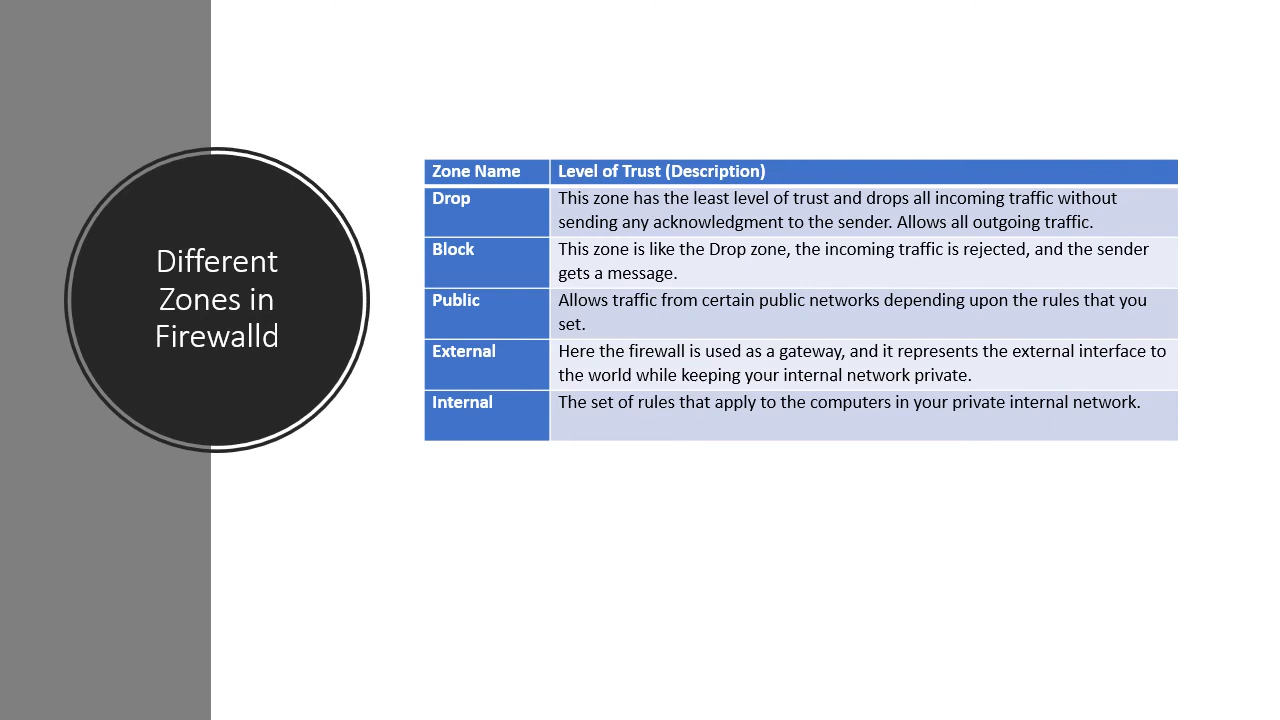 Different
Zones in
Firewalld
Zone Name Level of Trust (Description)
Drop This zone has the least level of trust and drops all incoming traffic without
sending any acknowledgment to the sender. Allows all outgoing traffic.
Block This zone is like the Drop zone, the incoming traffic is rejected, and the sender
gets a message.
Public Allows traffic from certain public networks depending upon the rules that you
set.
External Here the firewall is used as a gateway, and it represents the external interface to
the world while keeping your internal network private.
Internal The set of rules that apply to the computers in your private internal network.